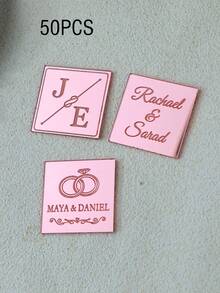 50PCS
J
E
Rachael
&
Sarad
MAYA & DANIEL